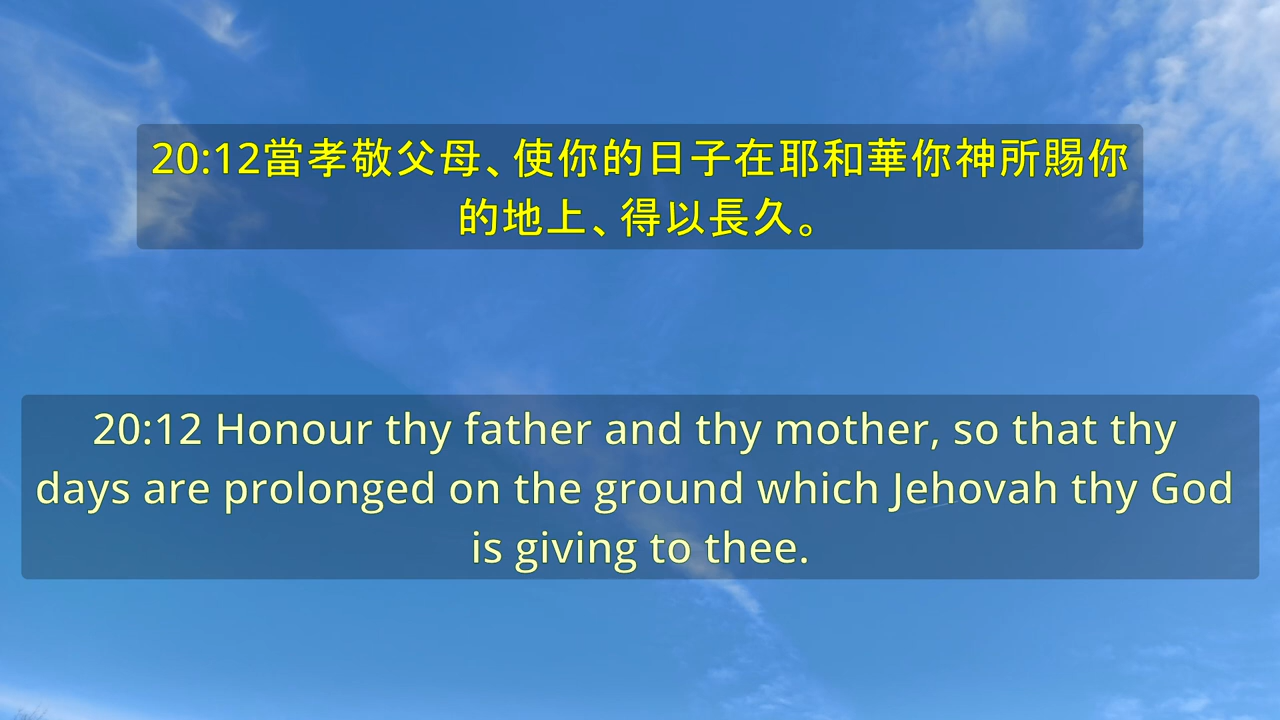 20:12當孝敬父母、使你的日子在耶和華你神所賜你
的地上、得以長久。
20:12 Honour thy father and thy mother, so that thy
days are prolonged on the ground which Jehovah thy God
is giving to thee.